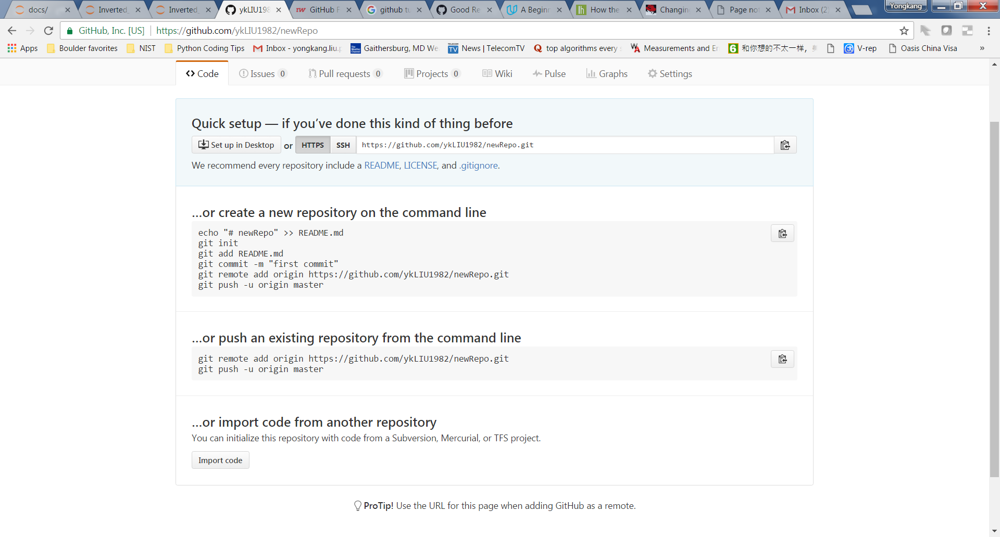 docs/
Inverted_
Inverted_
ykLIU198
GitHub F
github tu
Good Re
A Beginn
How the
Changin
Page not
Inbox (2)
Yongkang
GitHub, Inc. [US] https://github.com/ykLIU1982/newRepo
Apps Boulder favorites NIST Python Coding Tips Inbox - yongkang.liu.p Gaithersburg, MD We News | TelecomTV top algorithms every s Measurements and Er 和你想的不太一样, V-rep Oasis China Visa »
Code Issues 0 Pull requests 0 Projects 0 Wiki Pulse Graphs Settings
Quick setup — if you’ve done this kind of thing before
Set up in Desktop or HTTPS SSH https://github.com/ykLIU1982/newRepo.git
We recommend every repository include a README, LICENSE, and .gitignore.
…or create a new repository on the command line
echo "# newRepo" >> README.md
git init
git add README.md
git commit -m "first commit"
git remote add origin https://github.com/ykLIU1982/newRepo.git
git push -u origin master
…or push an existing repository from the command line
git remote add origin https://github.com/ykLIU1982/newRepo.git
git push -u origin master
…or import code from another repository
You can initialize this repository with code from a Subversion, Mercurial, or TFS project.
Import code
ProTip! Use the URL for this page when adding GitHub as a remote.